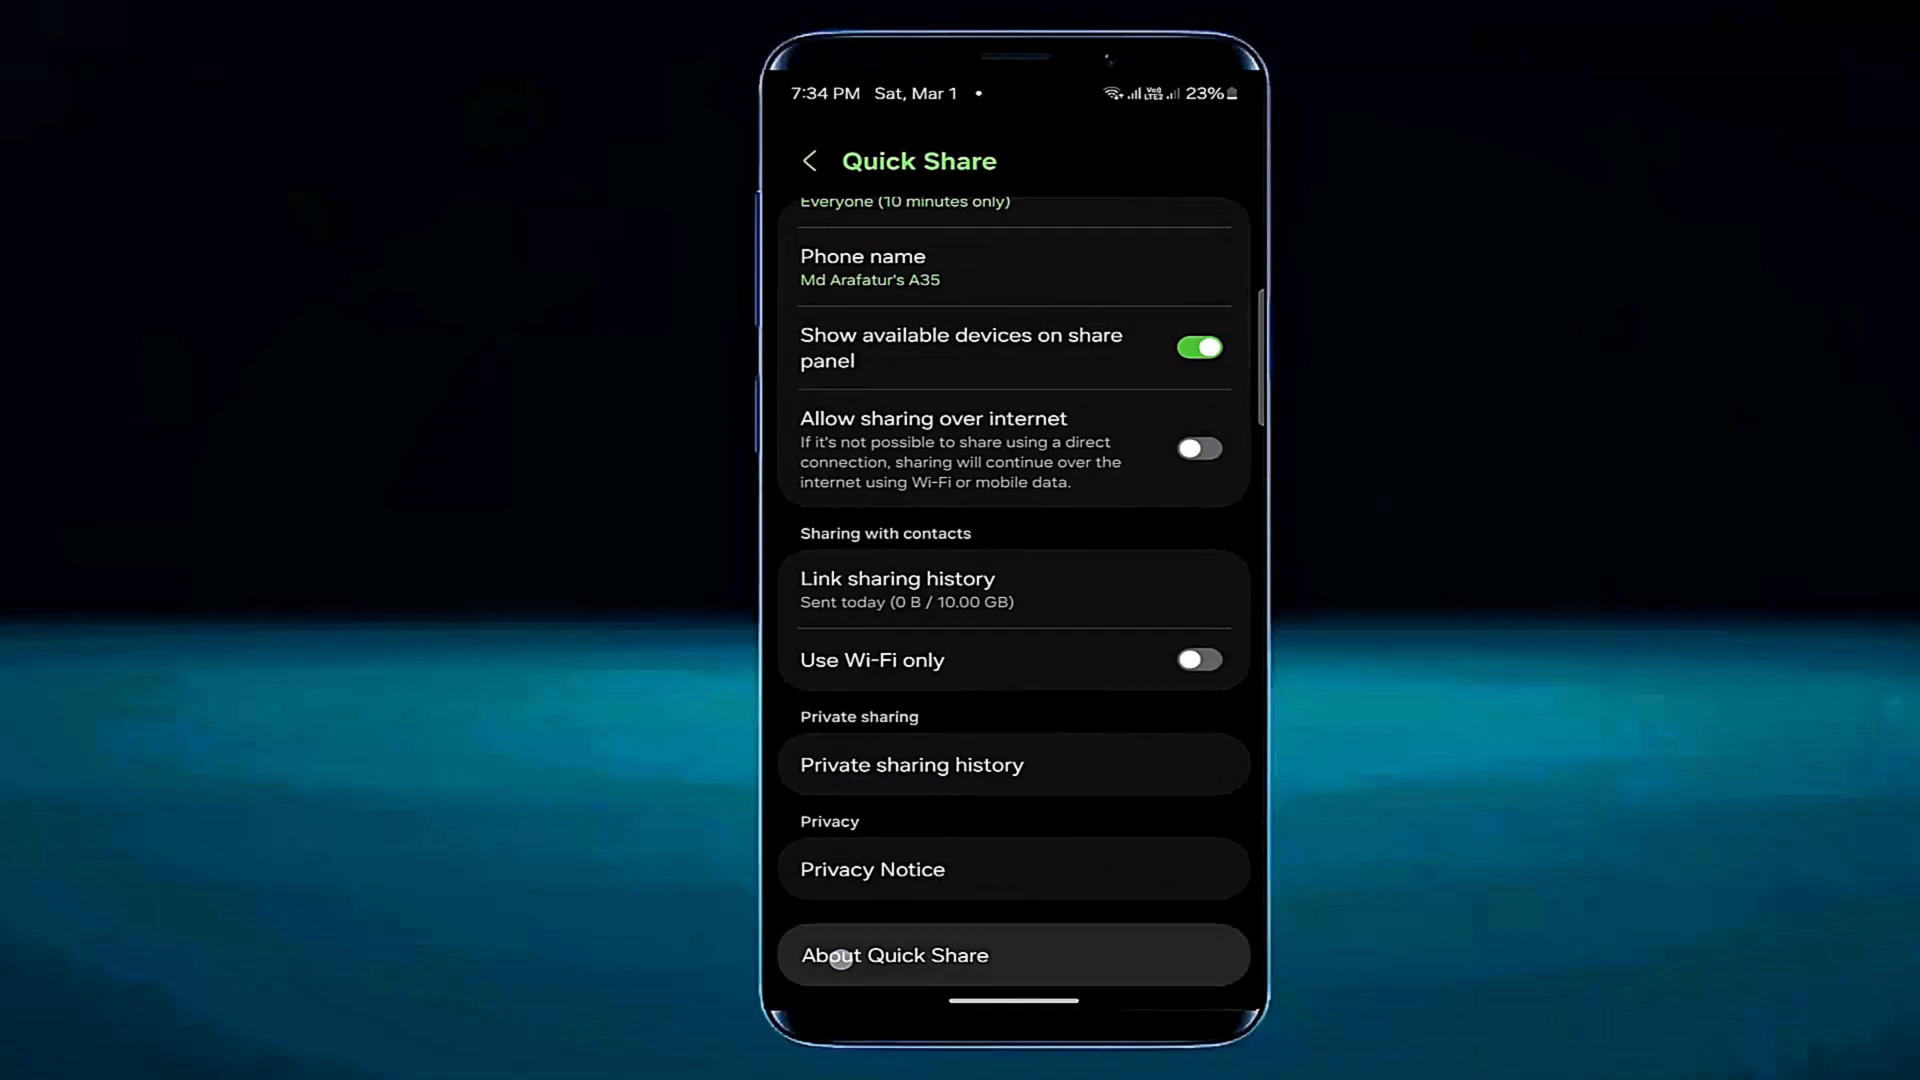 7:34 PM Sat, Mar 1 • 23%
Quick Share
Everyone (10 minutes only)
Phone name
Md Arafatur's A35
Show available devices on share
panel
Allow sharing over internet
If it's not possible to share using a direct
connection, sharing will continue over the
internet using Wi-Fi or mobile data.
Sharing with contacts
Link sharing history
Sent today (0 B / 10.00 GB)
Use Wi-Fi only
Private sharing
Private sharing history
Privacy
Privacy Notice
About Quick Share